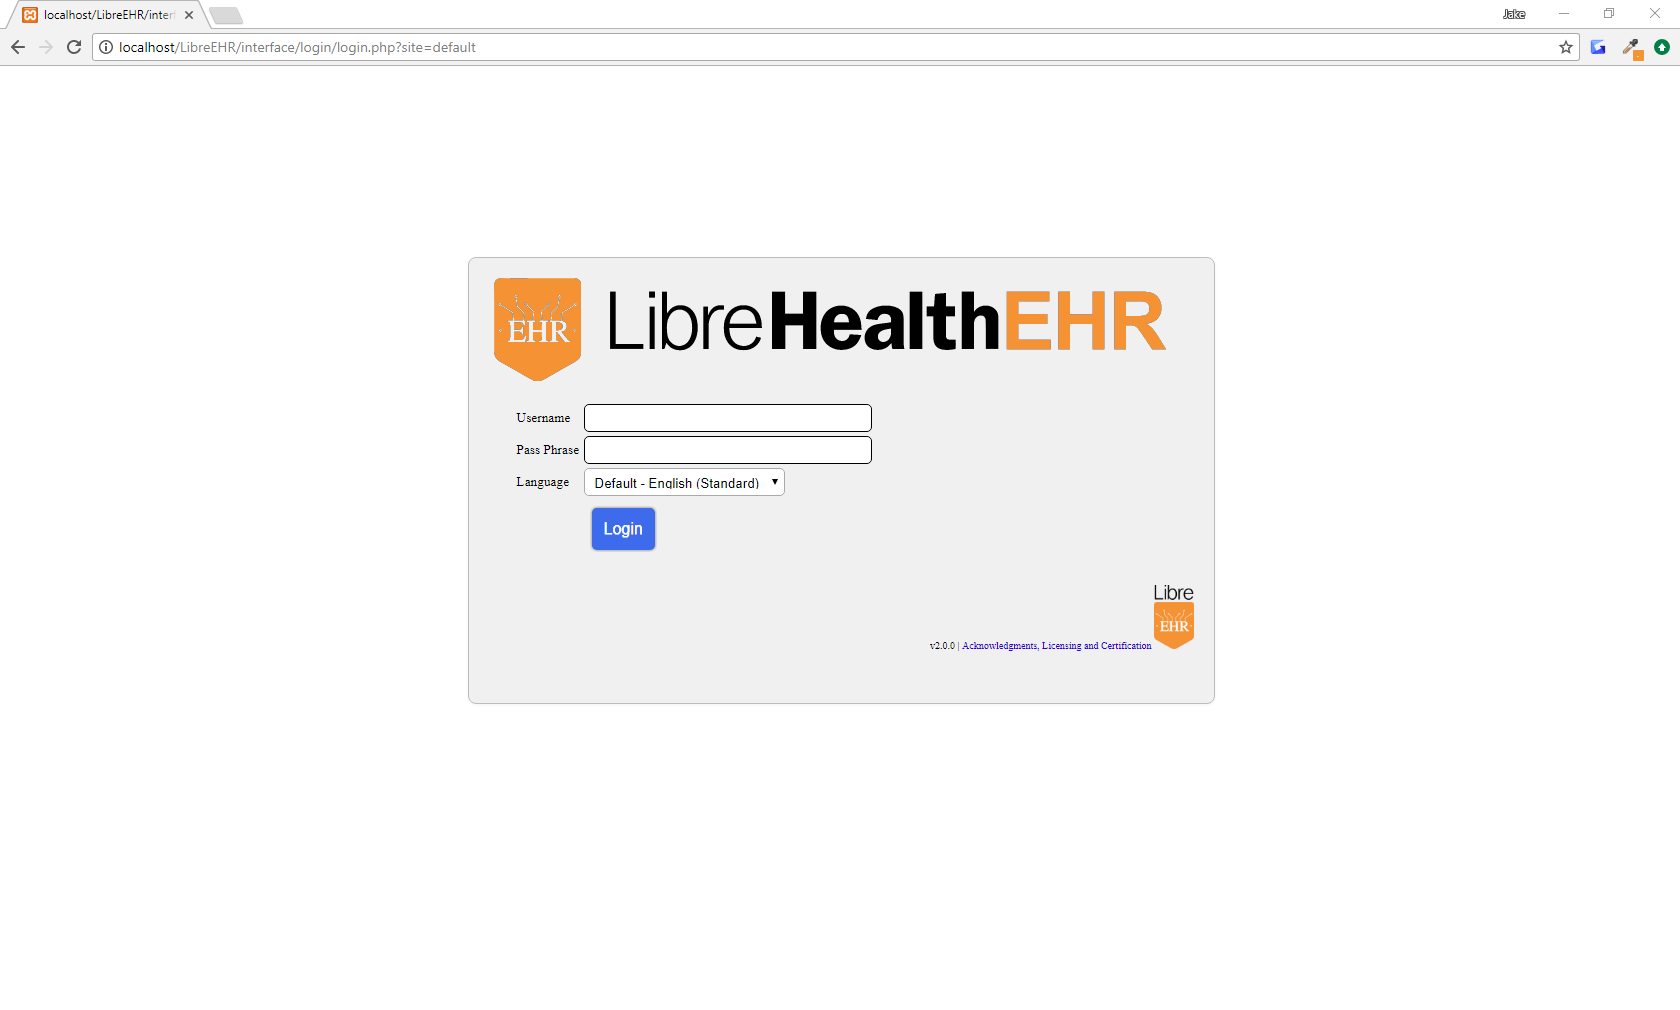 localhost/LibreEHR/inter
Jake
localhost/LibreEHR/interface/login/login.php?site=default
EHR
LibreHealthEHR
Username
Pass Phrase
Language
Default - English (Standard)
Login
Libre
EHR
v2.0.0 | Acknowledgments, Licensing and Certification